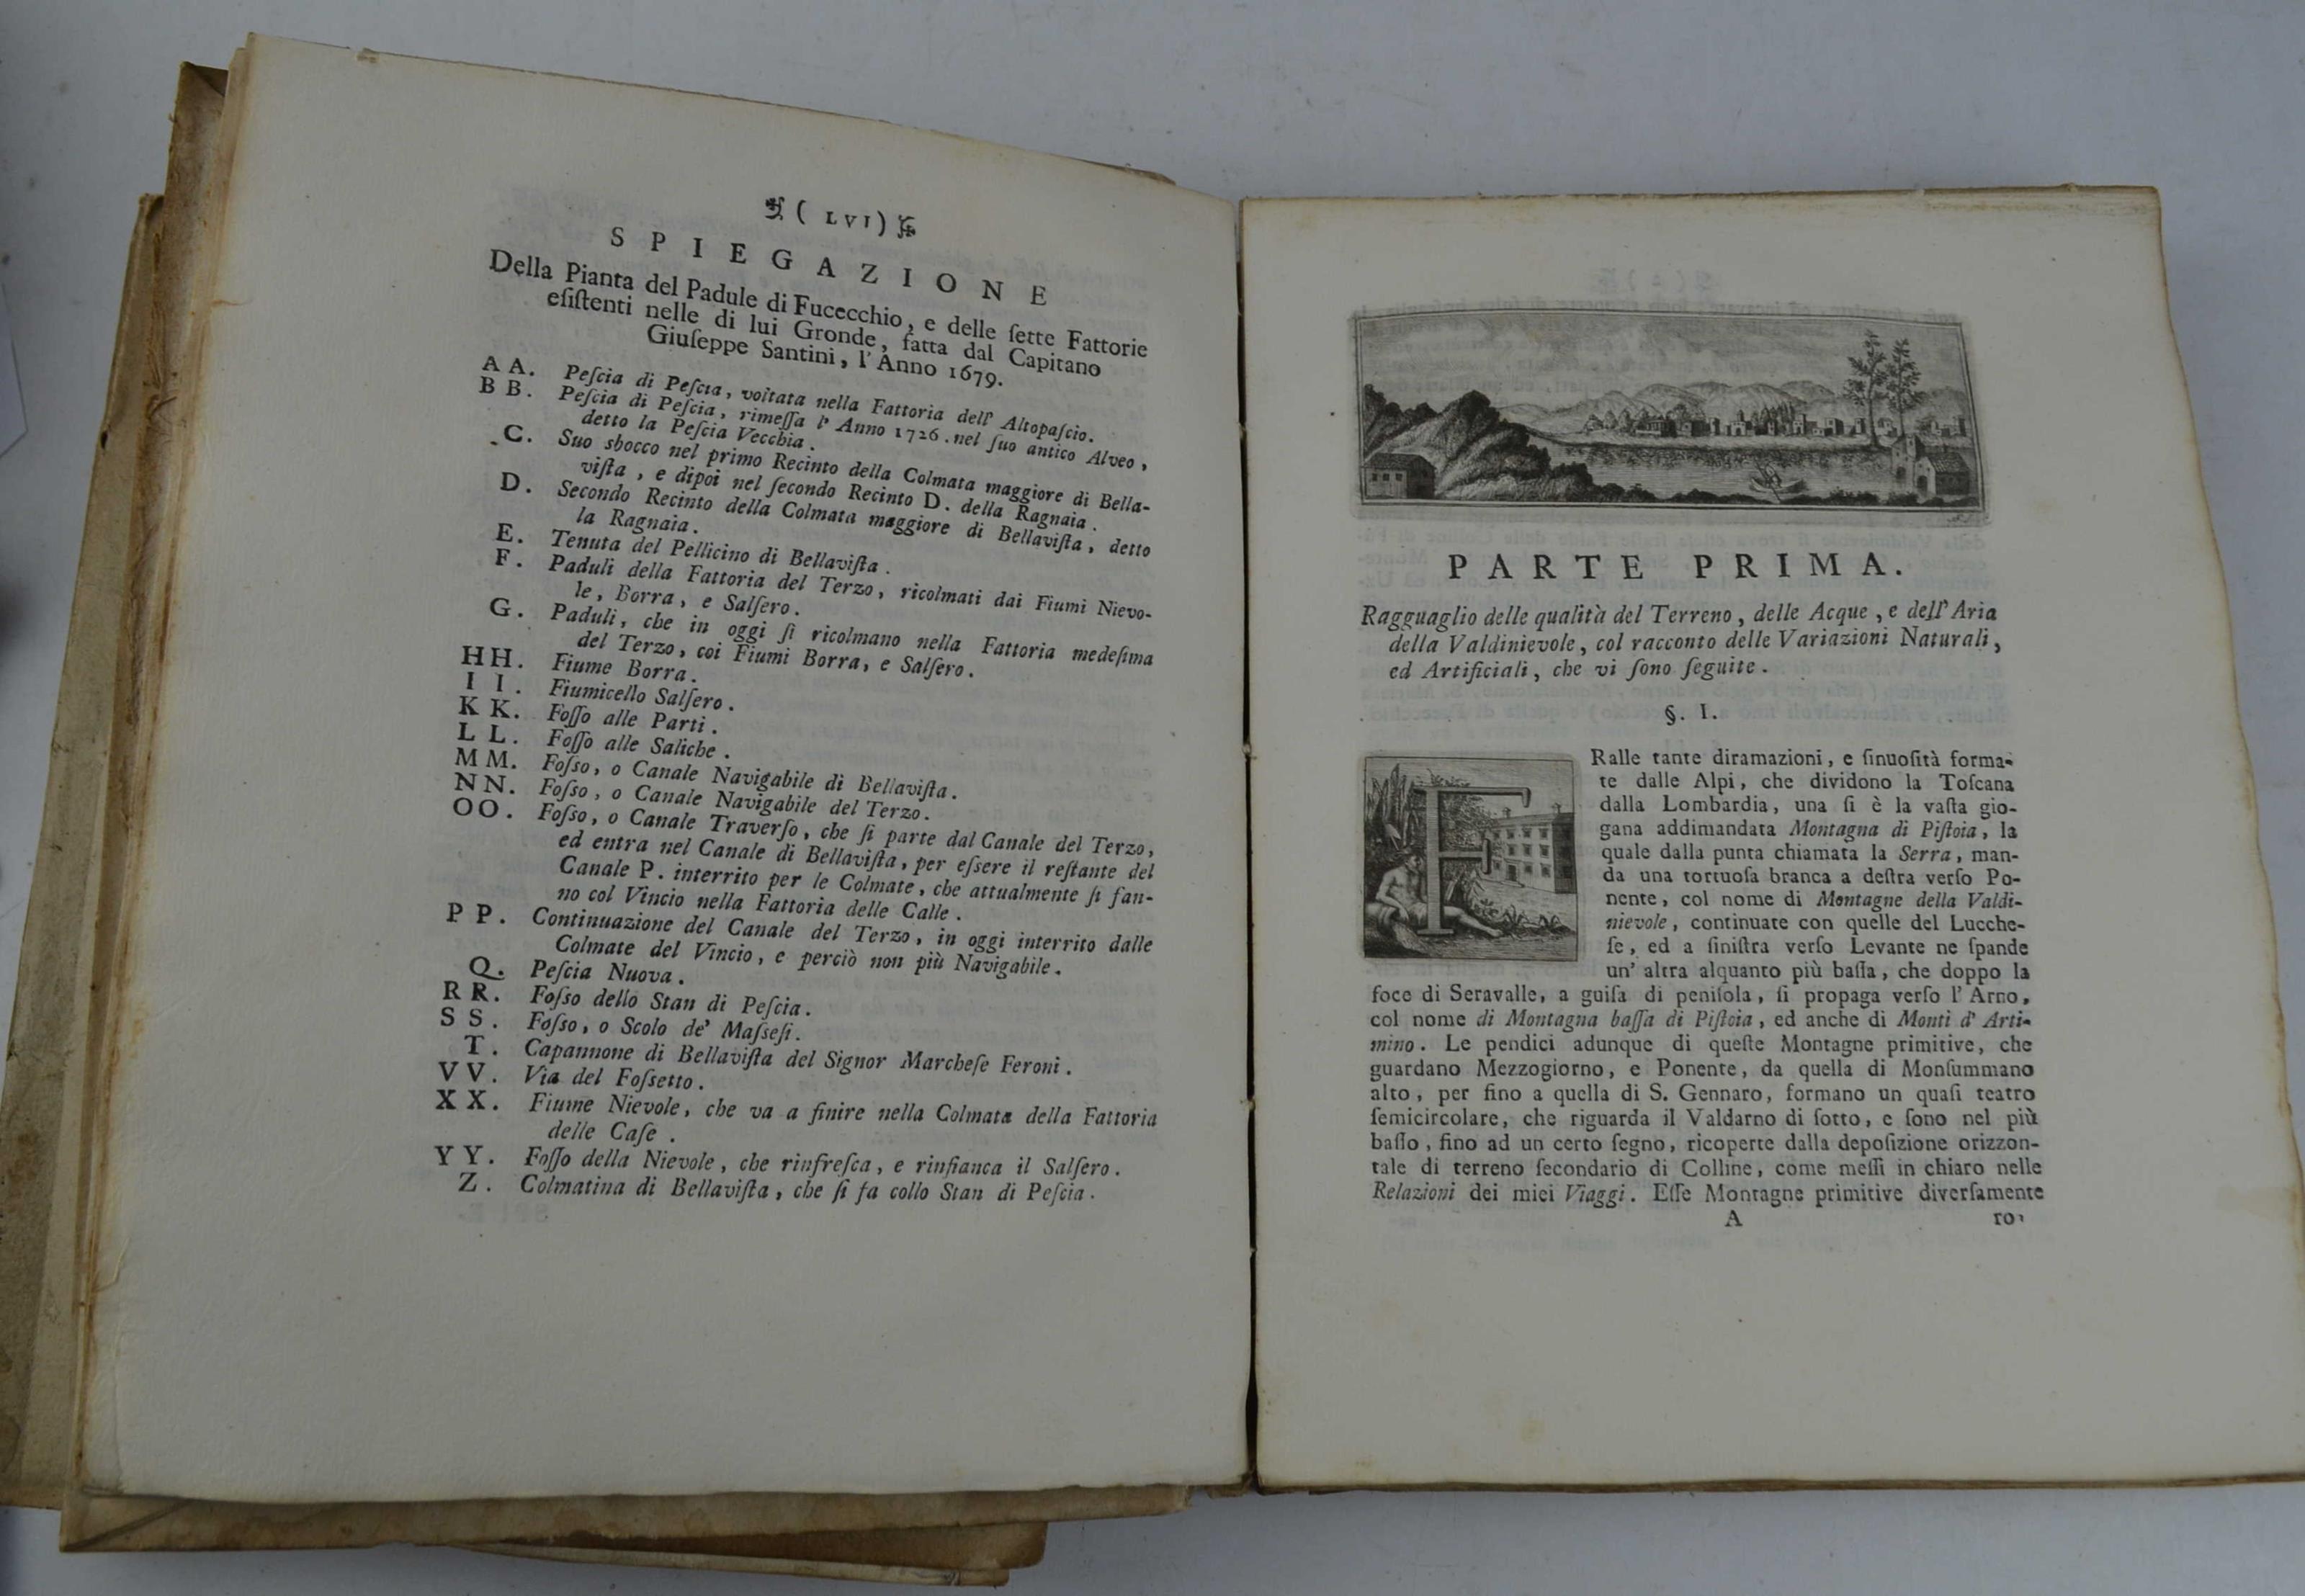 ( LVI )
SPIEGAZIONE
Della Pianta del Padule di Fucecchio, e delle ſette Fattorie
eſiſtenti nelle di lui Gronde, fatta dal Capitano
Giuſeppe Santini, l'Anno 1679.
AA. Peſcia di Peſcia, voltata nella Fattoria dell' Altopaſcio.
BB. Peſcia di Peſcia, rimeſſa l' Anno 1726. nel ſuo antico Alveo,
detto la Peſcia Vecchia.
C. Suo sbocco nel primo Recinto della Colmata maggiore di Bella-
viſta, e dipoi nel ſecondo Recinto D. della Ragnaia.
D. Secondo Recinto della Colmata maggiore di Bellaviſta, detto
la Ragnaia.
E. Tenuta del Pellicino di Bellaviſta.
F. Paduli della Fattoria del Terzo, ricolmati dai Fiumi Nievo-
le, Borra, e Salſero.
G. Paduli, che in oggi ſi ricolmano nella Fattoria medeſima
del Terzo, coi Fiumi Borra, e Salſero.
HH. Fiume Borra.
II. Fiumicello Salſero.
KK. Foſſo alle Parti.
LL. Foſſo alle Saliche.
MM. Foſso, o Canale Navigabile di Bellaviſta.
NN. Foſso, o Canale Navigabile del Terzo.
OO. Foſso, o Canale Traverſo, che ſi parte dal Canale del Terzo,
ed entra nel Canale di Bellaviſta, per eſsere il reſtante del
Canale P. interrito per le Colmate, che attualmente ſi fan-
no col Vincio nella Fattoria delle Calle.
PP. Continuazione del Canale del Terzo, in oggi interrito dalle
Colmate del Vincio, e perciò non più Navigabile.
Q. Peſcia Nuova.
RR. Foſso dello Stan di Peſcia.
SS. Foſso, o Scolo de' Maſseſi.
T. Capannone di Bellaviſta del Signor Marcheſe Feroni.
VV. Via del Foſsetto.
XX. Fiume Nievole, che va a finire nella Colmata della Fattoria
delle Caſe.
YY. Foſſo della Nievole, che rinfreſca, e rinfianca il Salſero.
Z. Colmatina di Bellaviſta, che ſi fa collo Stan di Peſcia.
PARTE PRIMA.
Ragguaglio delle qualità del Terreno, delle Acque, e dell' Aria
della Valdinievole, col racconto delle Variazioni Naturali,
ed Artificiali, che vi ſono ſeguite.
§. I.
FRalle tante diramazioni, e ſinuoſità forma-
te dalle Alpi, che dividono la Toſcana
dalla Lombardia, una ſi è la vaſta gio-
gana addimandata Montagna di Piſtoia, la
quale dalla punta chiamata la Serra, man-
da una tortuoſa branca a deſtra verſo Po-
nente, col nome di Montagne della Valdi-
nievole, continuate con quelle del Lucche-
ſe, ed a ſiniſtra verſo Levante ne ſpande
un' altra alquanto più baſſa, che doppo la
foce di Seravalle, a guiſa di peniſola, ſi propaga verſo l' Arno,
col nome di Montagna baſſa di Piſtoia, ed anche di Monti d' Arti-
mino. Le pendici adunque di queſte Montagne primitive, che
guardano Mezzogiorno, e Ponente, da quella di Monſummano
alto, per fino a quella di S. Gennaro, formano un quaſi teatro
ſemicircolare, che riguarda il Valdarno di ſotto, e ſono nel più
baſſo, fino ad un certo ſegno, ricoperte dalla depoſizione orizzon-
tale di terreno ſecondario di Colline, come meſſi in chiaro nelle
Relazioni dei miei Viaggi. Eſſe Montagne primitive diverſamente
A ro-